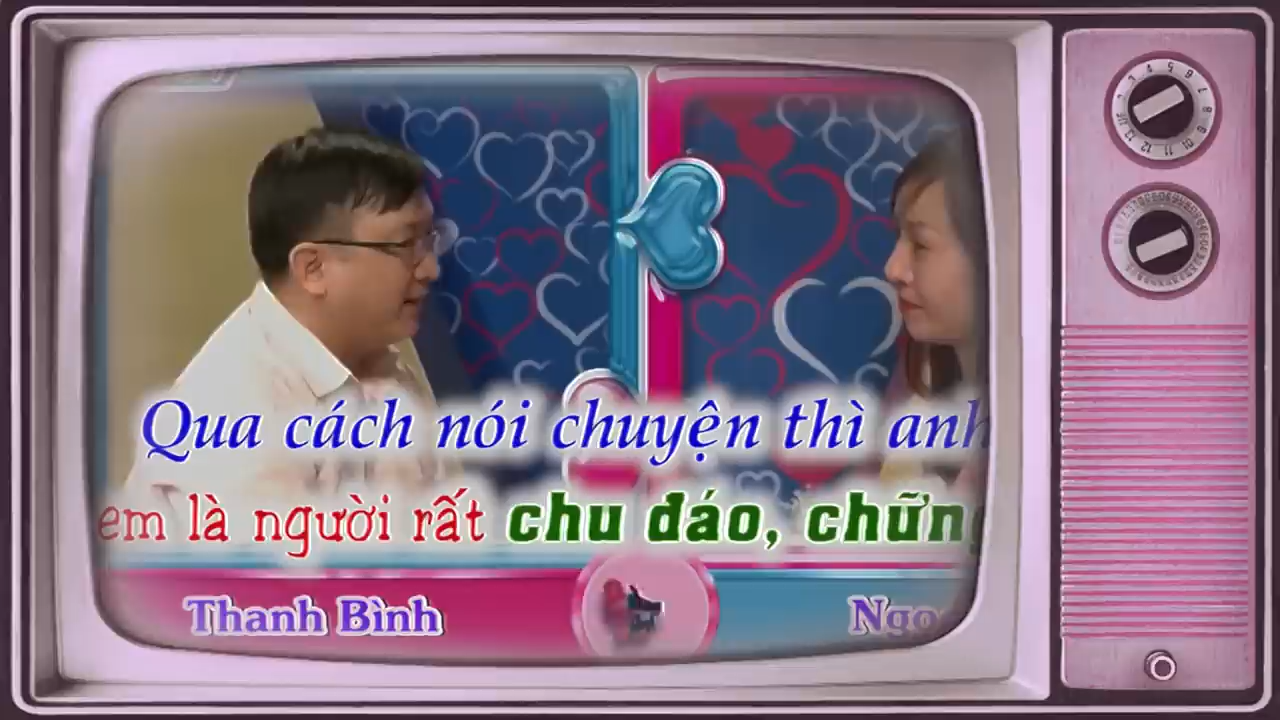 Qua cách nói chuyện thì anh
em là người rất chu đáo, chững
Thanh Bình